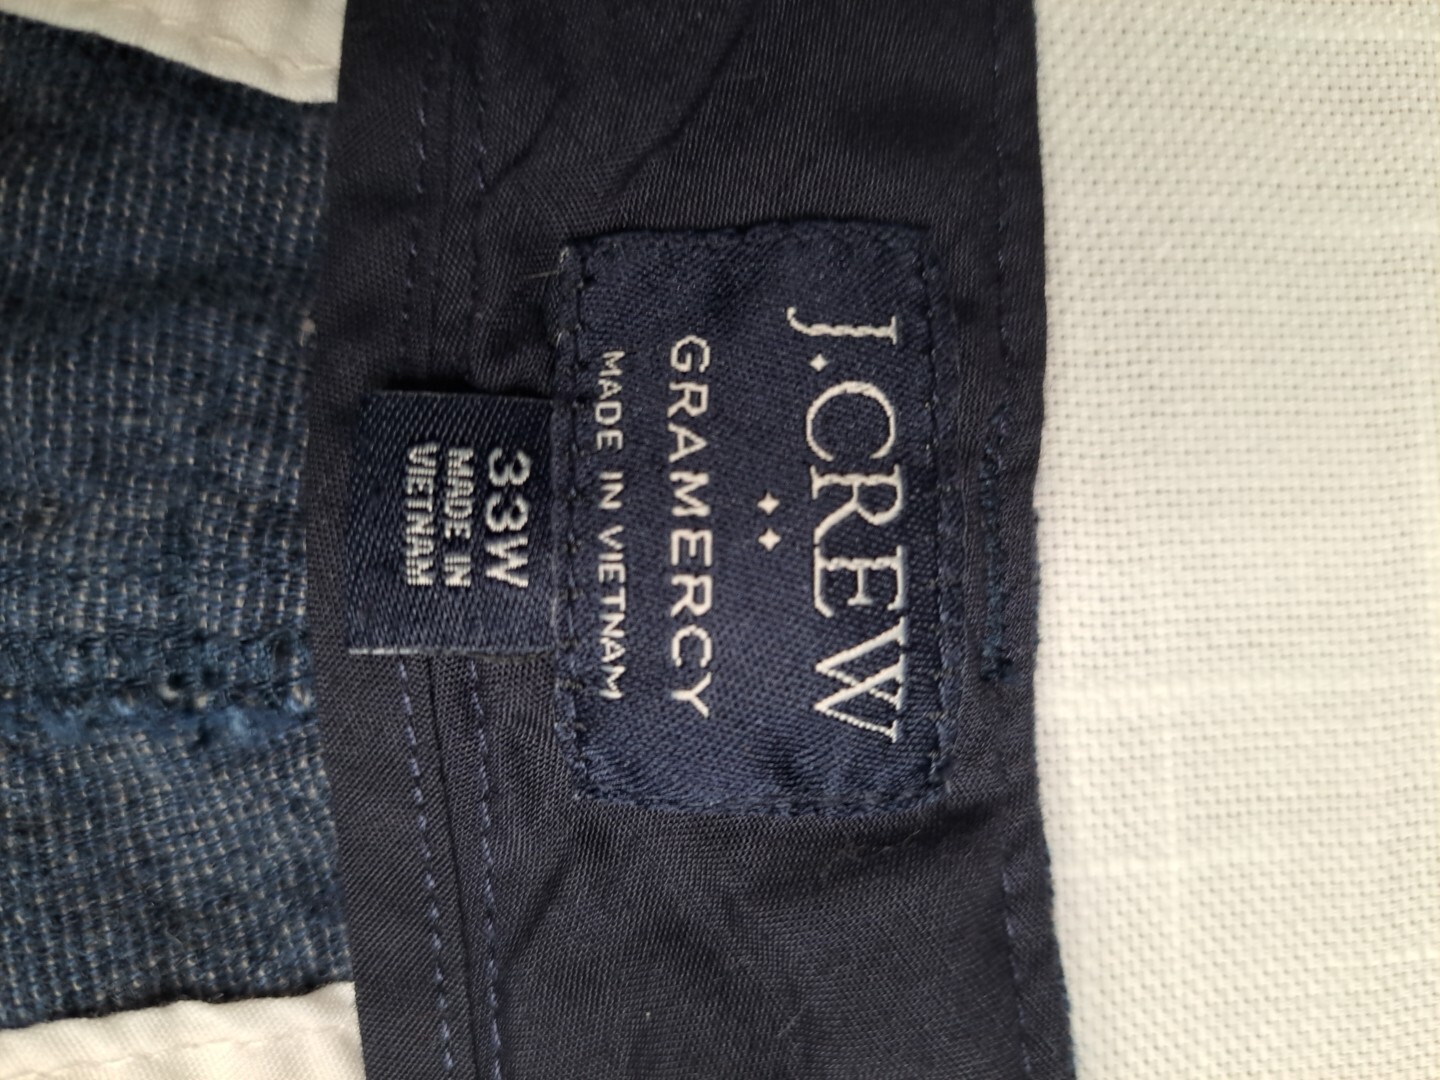 J.CREW
GRAMERCY
MADE IN VIETNAM
33W
MADE IN
VIETNAM